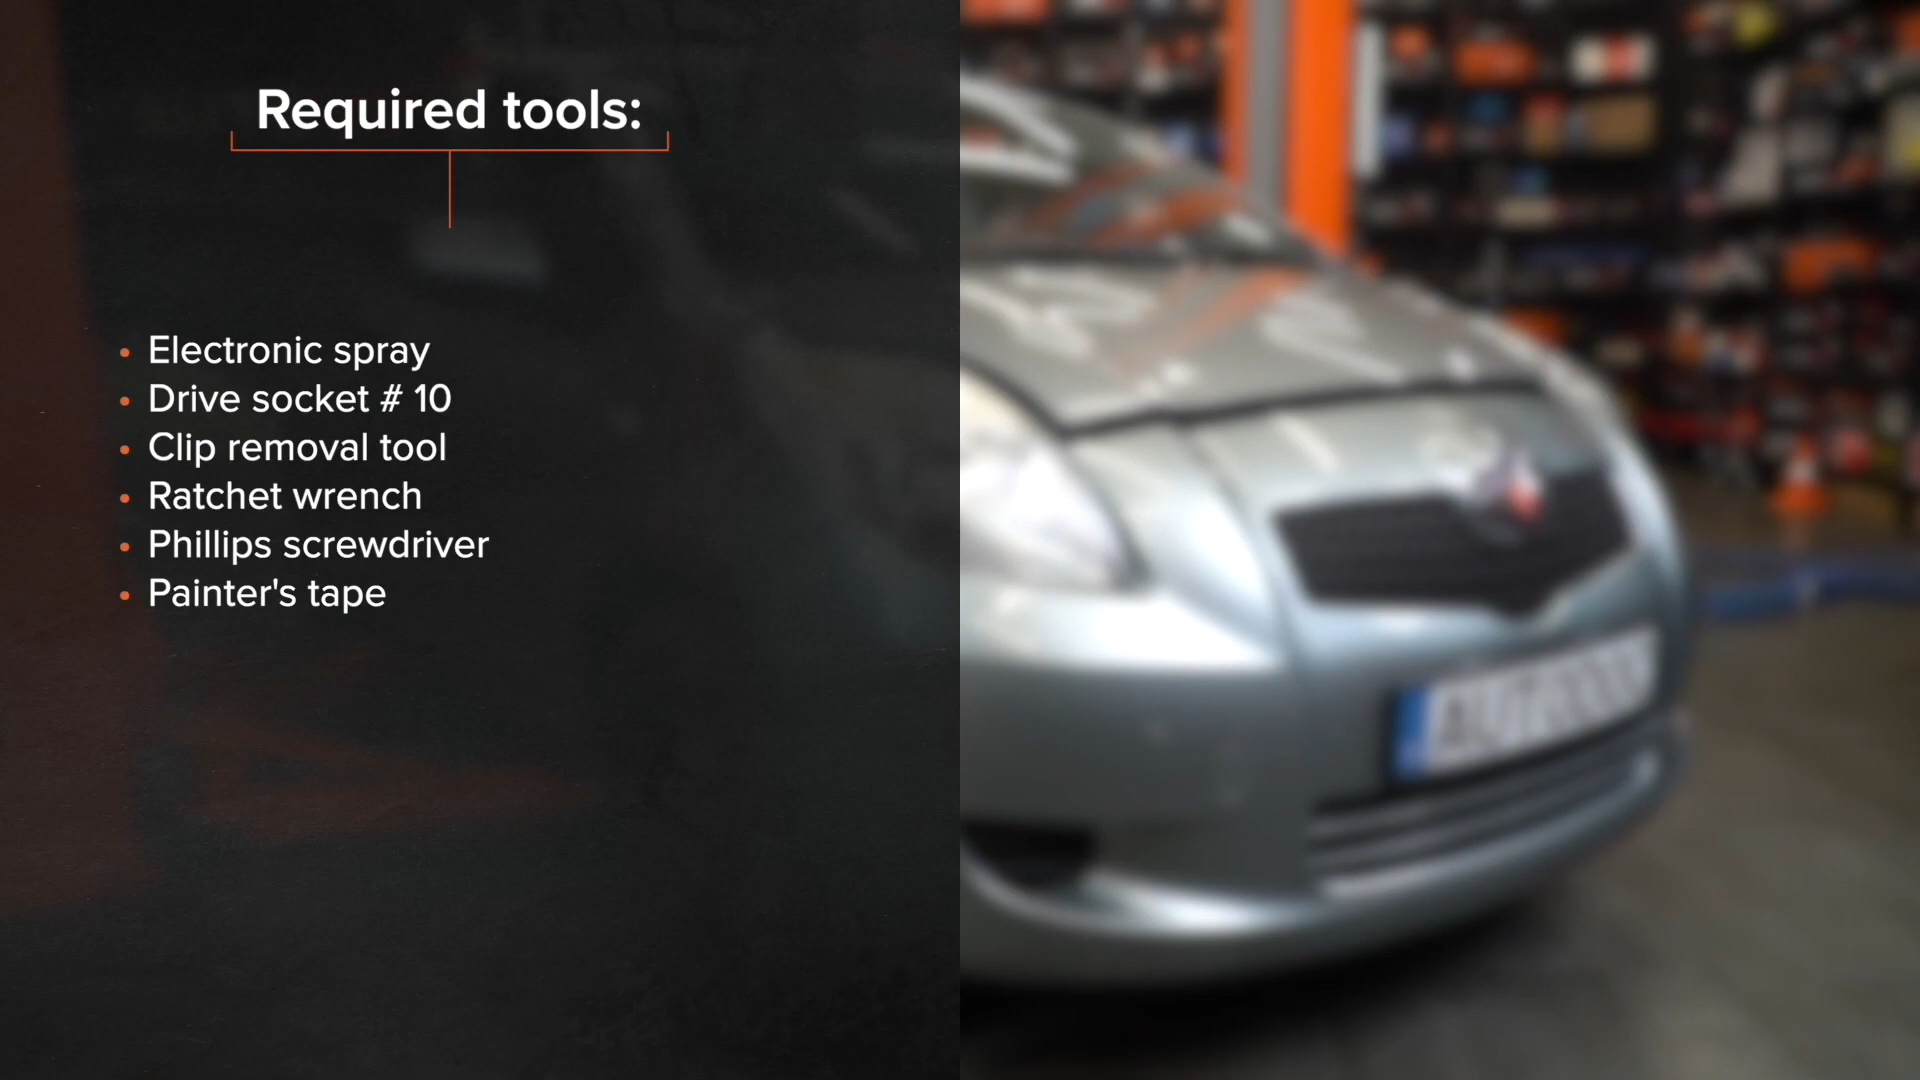 Required tools:
• Electronic spray
• Drive socket # 10
• Clip removal tool
• Ratchet wrench
• Phillips screwdriver
• Painter's tape